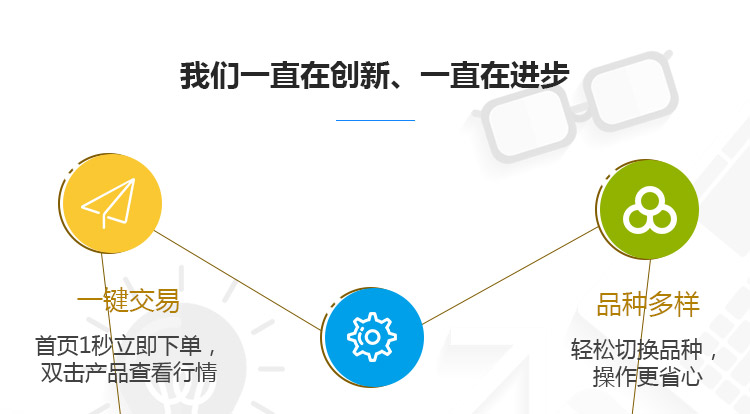 我们一直在创新、一直在进步
一键交易
首页1秒立即下单，
双击产品查看行情
品种多样
轻松切换品种，
操作更省心